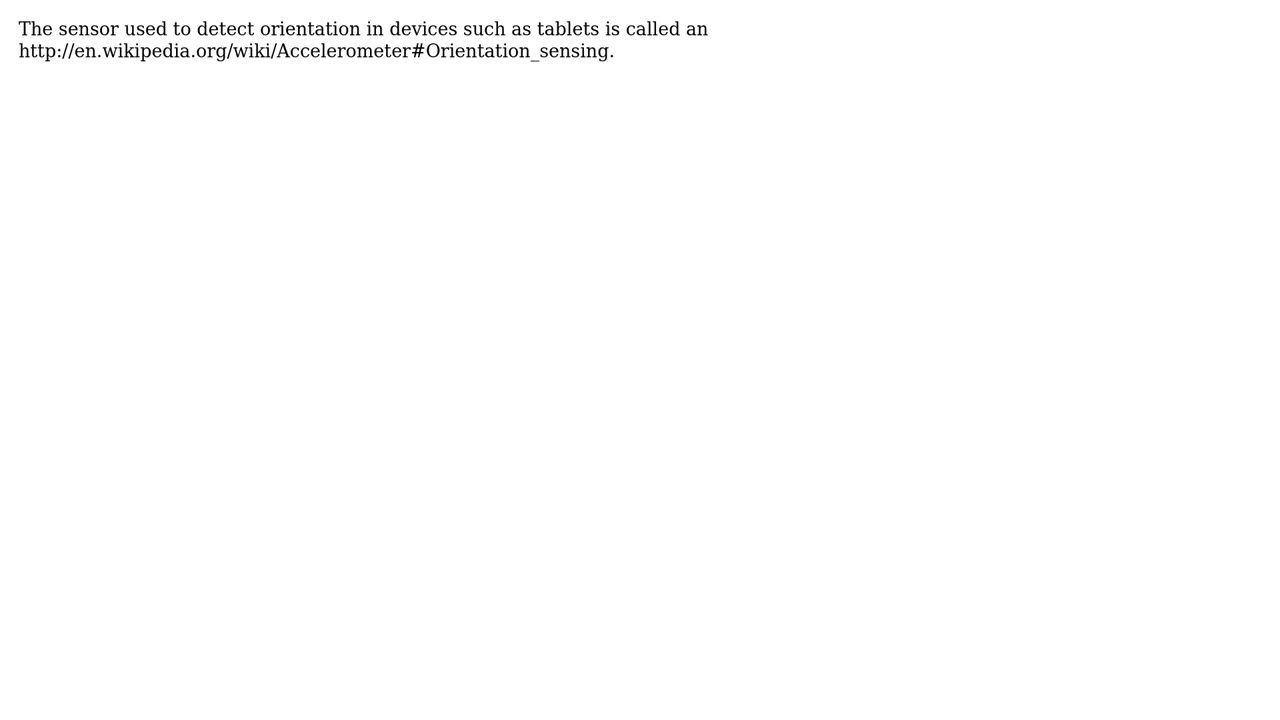 The sensor used to detect orientation in devices such as tablets is called an
http://en.wikipedia.org/wiki/Accelerometer#Orientation_sensing.